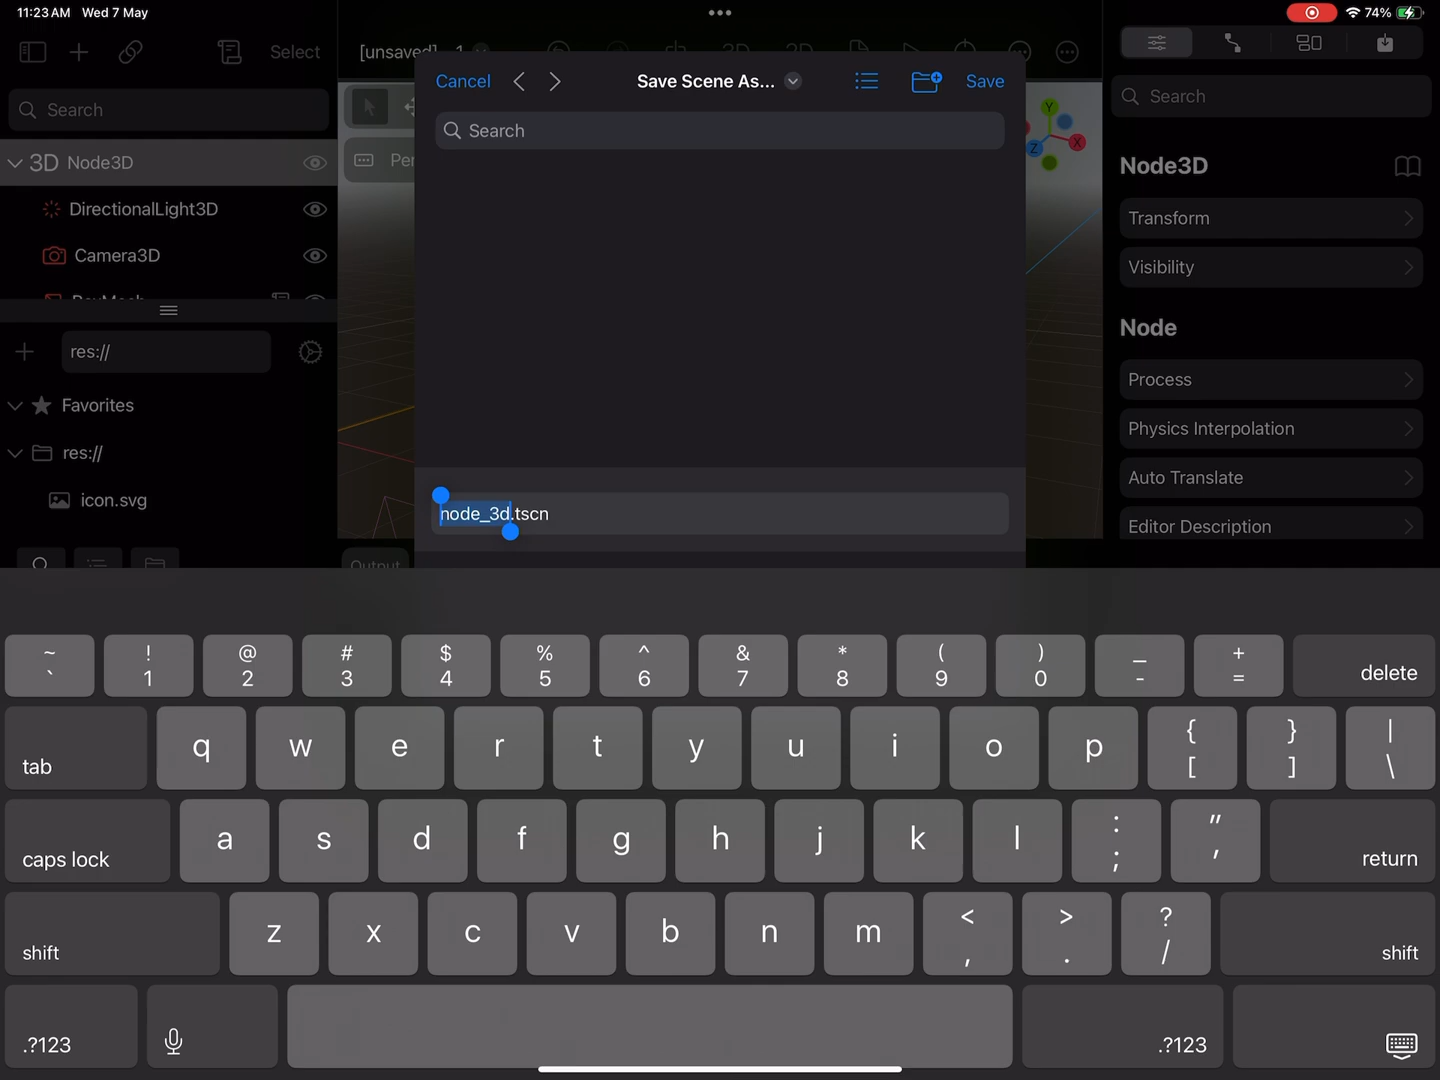 11:23 AM Wed 7 May
74%
Select
[unsaved]
Search
Node3D
DirectionalLight3D
Camera3D
res://
Favorites
res://
icon.svg
Per
Output
Cancel
Save Scene As...
Save
Search
node_3d.tscn
Y
X
Z
Search
Node3D
Transform
Visibility
Node
Process
Physics Interpolation
Auto Translate
Editor Description
~ ! @ # $ % ^ & * ( ) _ +
` 1 2 3 4 5 6 7 8 9 0 - = delete
tab q w e r t y u i o p { [ } ] | \
caps lock a s d f g h j k l : ; " ' return
shift z x c v b n m < , > . ? / shift
.?123 .?123